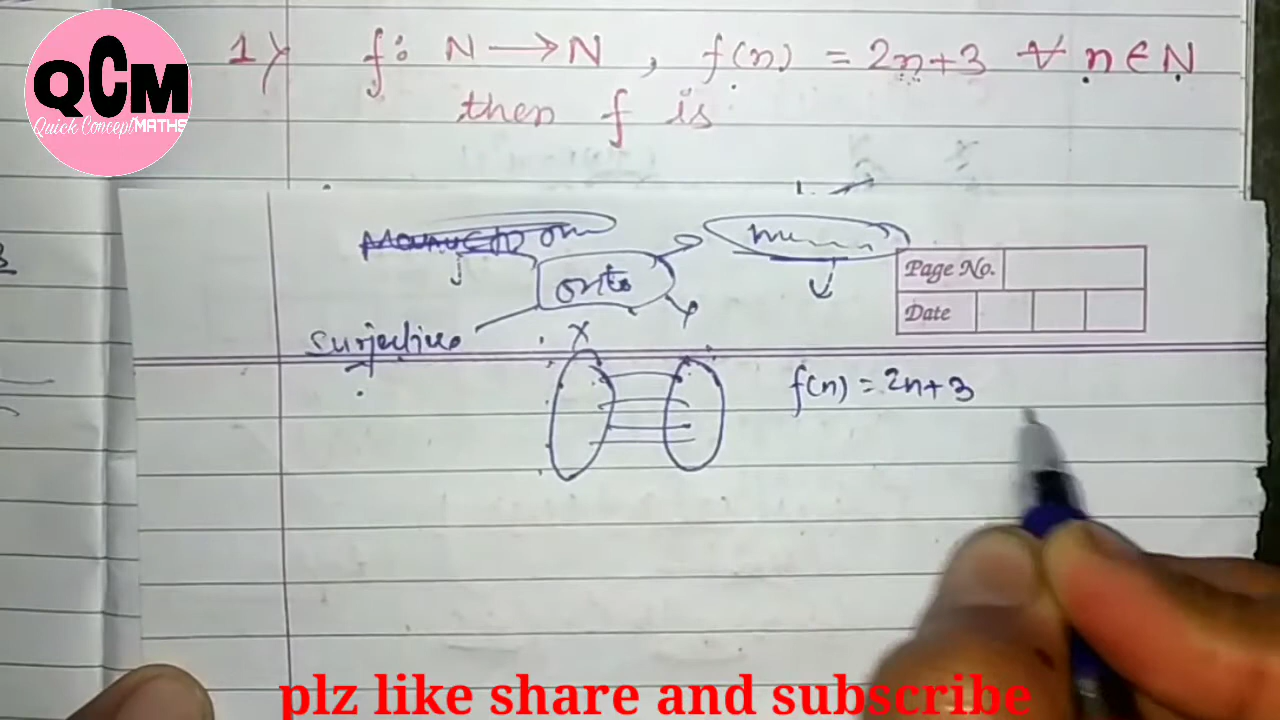 QCM
Quick Concept MATHS
1) f: N → N , f(n) = 2n+3 ∀ n ∈ N
then f is
onto
surjective
X
f(n) = 2n+3
Page No.
Date
plz like share and subscribe